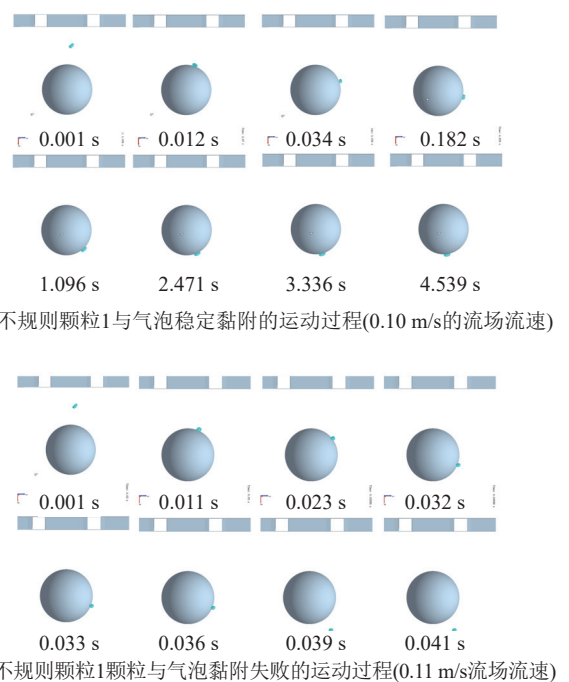 0.001 s 0.012 s 0.034 s 0.182 s
1.096 s 2.471 s 3.336 s 4.539 s
不规则颗粒1与气泡稳定黏附的运动过程(0.10 m/s的流场流速)
0.001 s 0.011 s 0.023 s 0.032 s
0.033 s 0.036 s 0.039 s 0.041 s
不规则颗粒1颗粒与气泡黏附失败的运动过程(0.11 m/s流场流速)